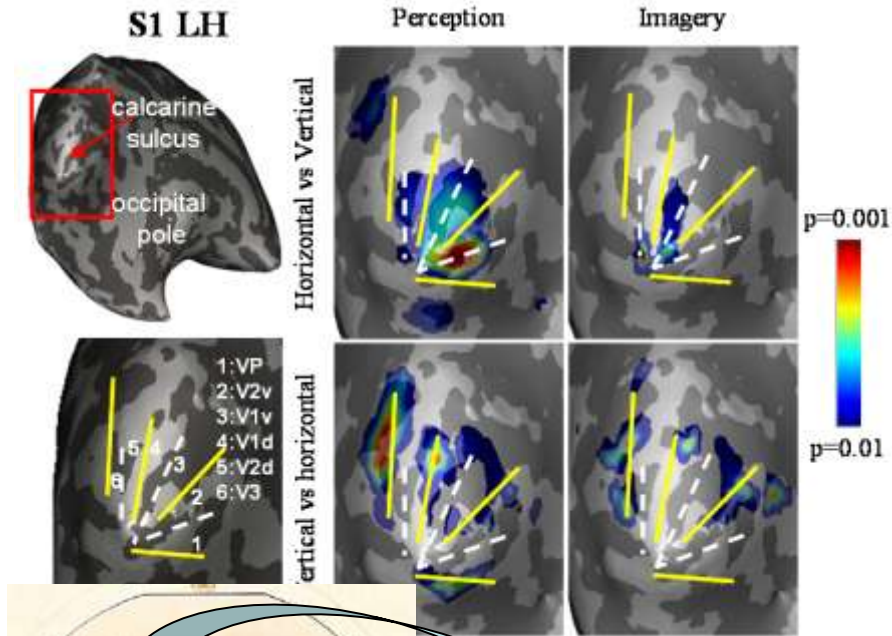 S1 LH
Perception
Imagery
calcarine
sulcus
occipital
pole
Horizontal vs Vertical
p=0.001
p=0.01
1:VP
2:V2v
3:V1v
4:V1d
5:V2d
6:V3
6
5
4
3
2
1
ertical vs horizontal